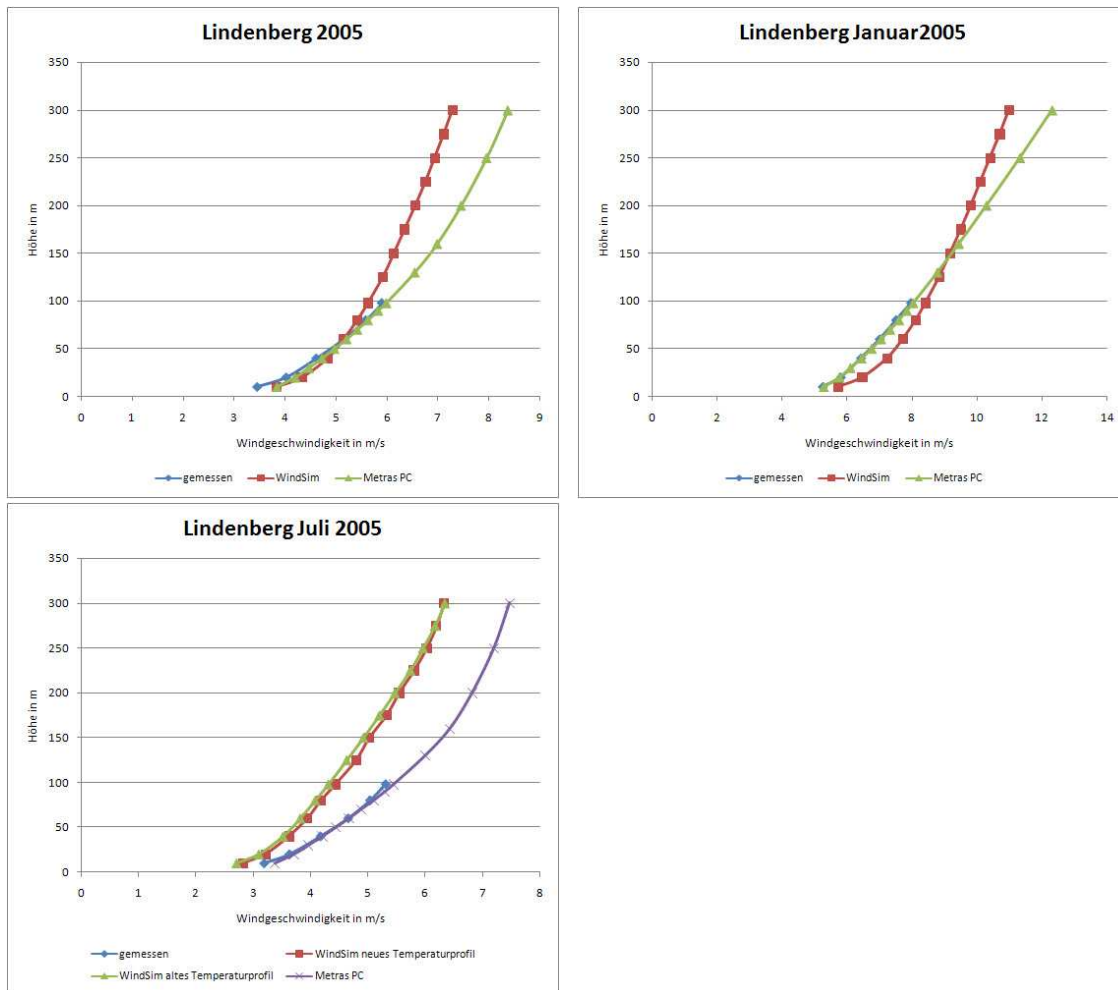 Lindenberg 2005
350
300
250
200
150
100
50
0
Höhe in m
0 1 2 3 4 5 6 7 8 9
Windgeschwindigkeit in m/s
gemessen WindSim Metras PC
Lindenberg Januar2005
350
300
250
200
150
100
50
0
Höhe in m
0 2 4 6 8 10 12 14
Windgeschwindigkeit in m/s
gemessen WindSim Metras PC
Lindenberg Juli 2005
350
300
250
200
150
100
50
0
Höhe in m
0 1 2 3 4 5 6 7 8
Windgeschwindigkeit in m/s
gemessen WindSim neues Temperaturprofil
WindSim altes Temperaturprofil Metras PC